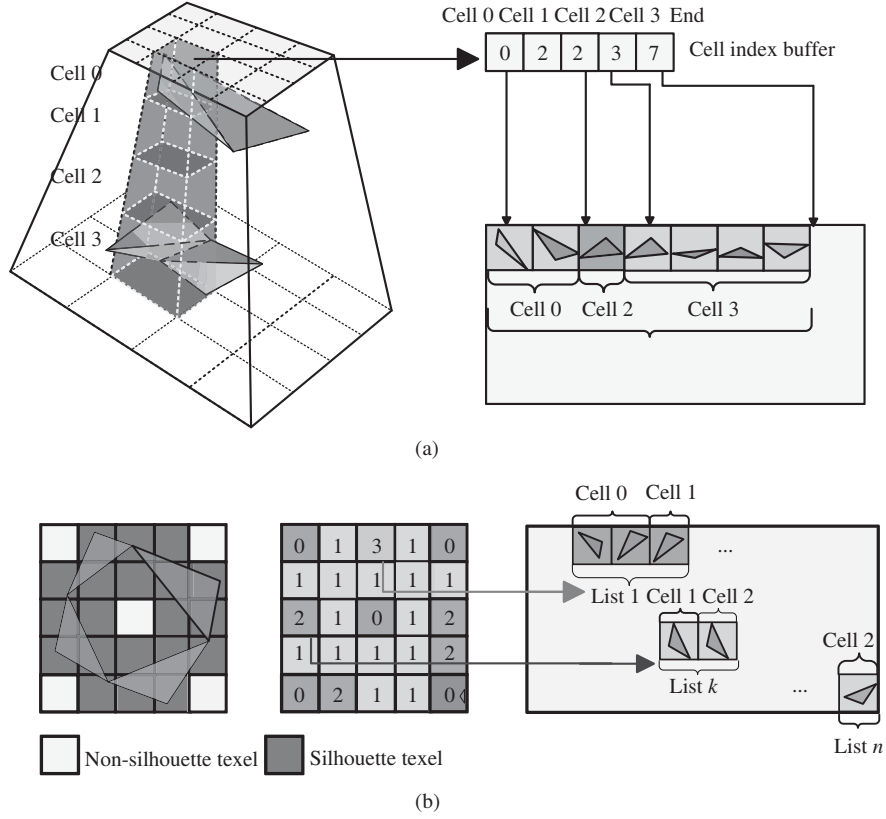 Cell 0 Cell 1 Cell 2 Cell 3 End
0 2 2 3 7
Cell index buffer
Cell 0
Cell 1
Cell 2
Cell 3
Cell 0 Cell 2 Cell 3
(a)
Cell 0 Cell 1
0 1 3 1 0
1 1 1 1 1
2 1 0 1 2
1 1 1 1 2
0 2 1 1 0
...
List 1
Cell 1 Cell 2
List k
Cell 2
...
List n
Non-silhouette texel
Silhouette texel
(b)